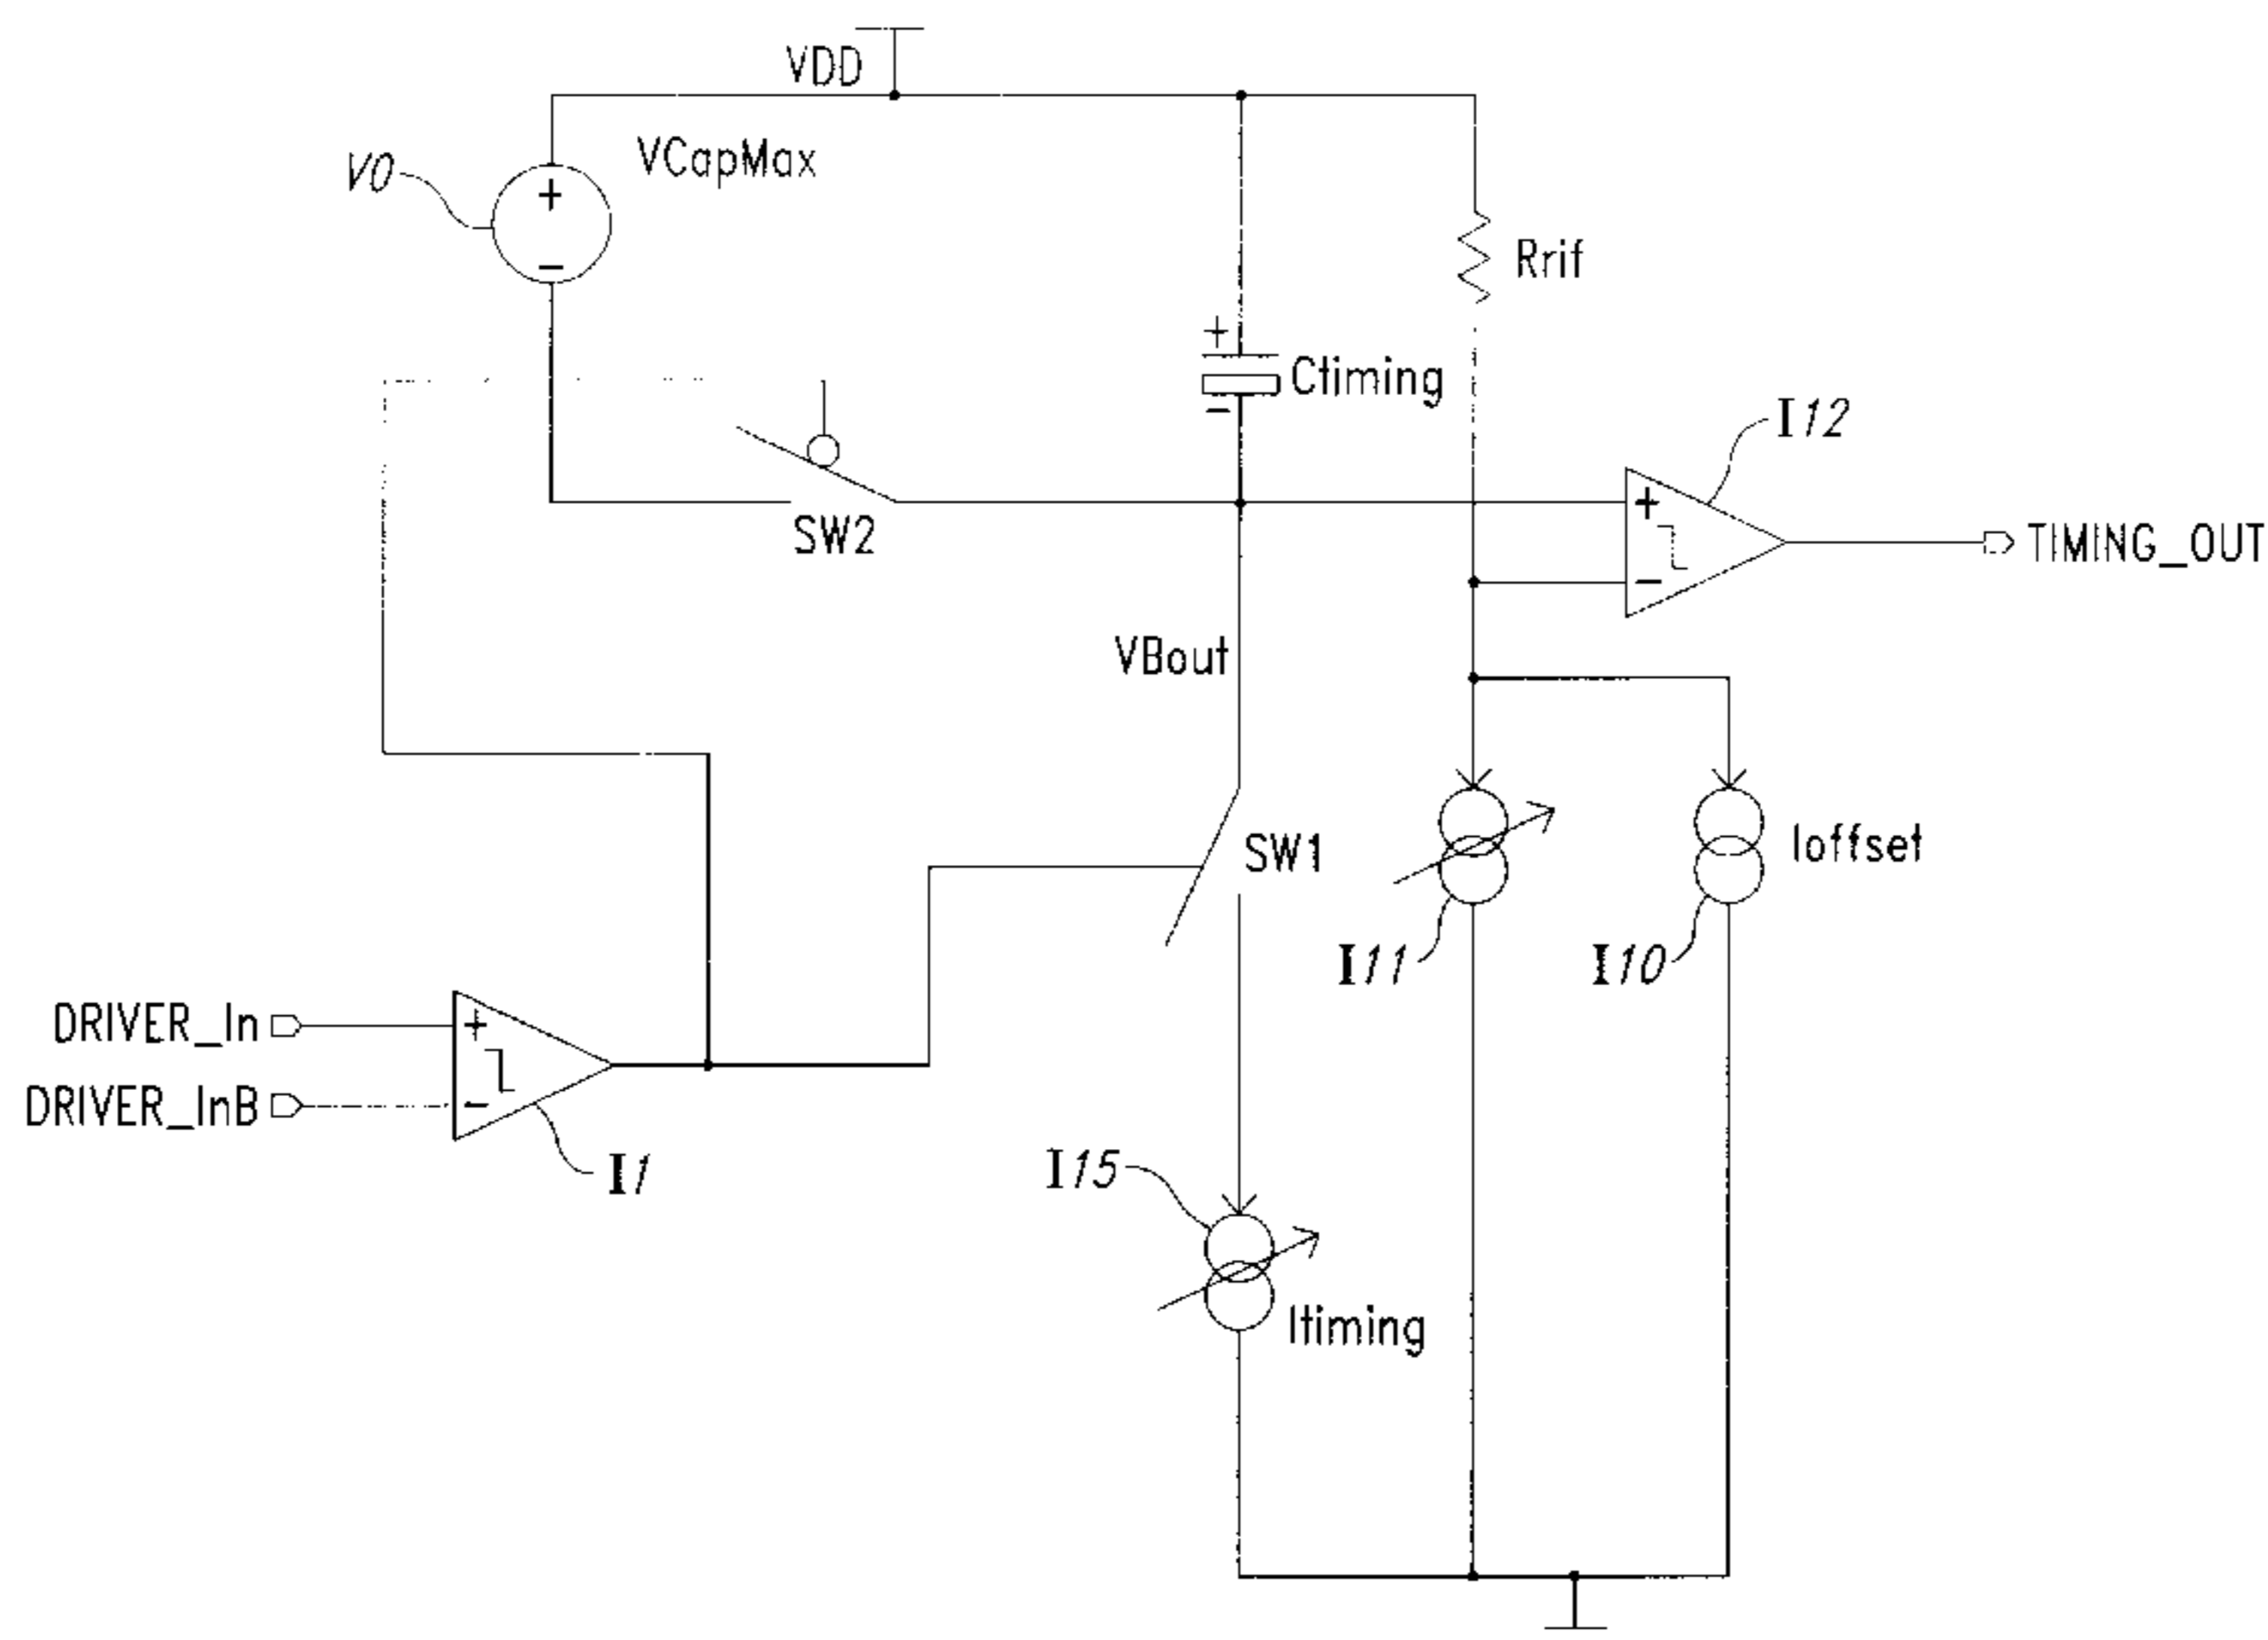 VDD
VCapMax
V0
+
−
Rrif
+
Ctiming
−
I12
+
−
TIMING_OUT
SW2
VBout
SW1
Ioffset
I11
I10
DRIVER_In
+
DRIVER_InB
−
I1
I15
Itiming